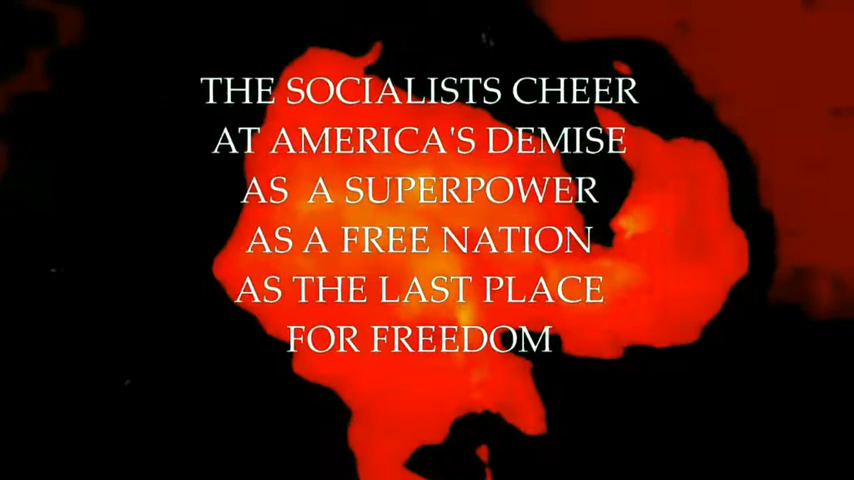 THE SOCIALISTS CHEER
AT AMERICA'S DEMISE
AS A SUPERPOWER
AS A FREE NATION
AS THE LAST PLACE
FOR FREEDOM